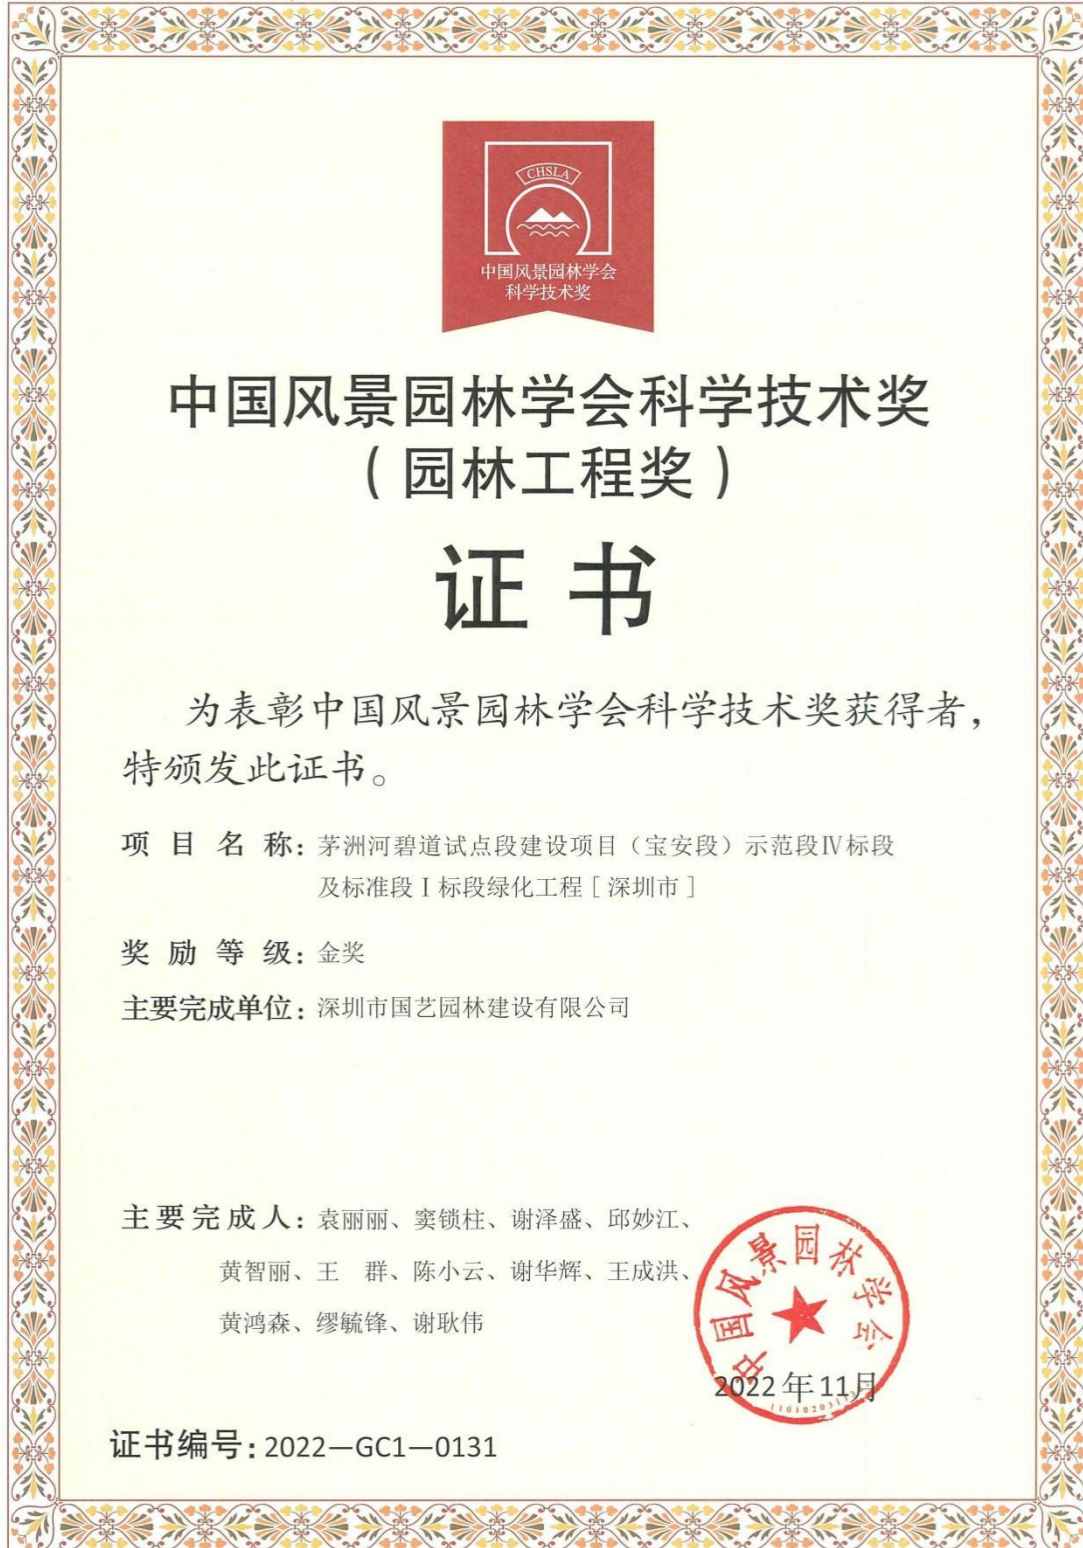 CHSLA
中国风景园林学会
科学技术奖
中国风景园林学会科学技术奖
（园林工程奖）
证书
为表彰中国风景园林学会科学技术奖获得者，
特颁发此证书。
项目名称：茅洲河碧道试点段建设项目（宝安段）示范段Ⅳ标段
及标准段Ⅰ标段绿化工程［深圳市］
奖励等级：金奖
主要完成单位：深圳市国艺园林建设有限公司
主要完成人：袁丽丽、窦锁柱、谢泽盛、邱妙江、
黄智丽、王　群、陈小云、谢华辉、王成洪、
黄鸿森、缪毓锋、谢耿伟
中国风景园林学会
2022年11月
证书编号：2022—GC1—0131